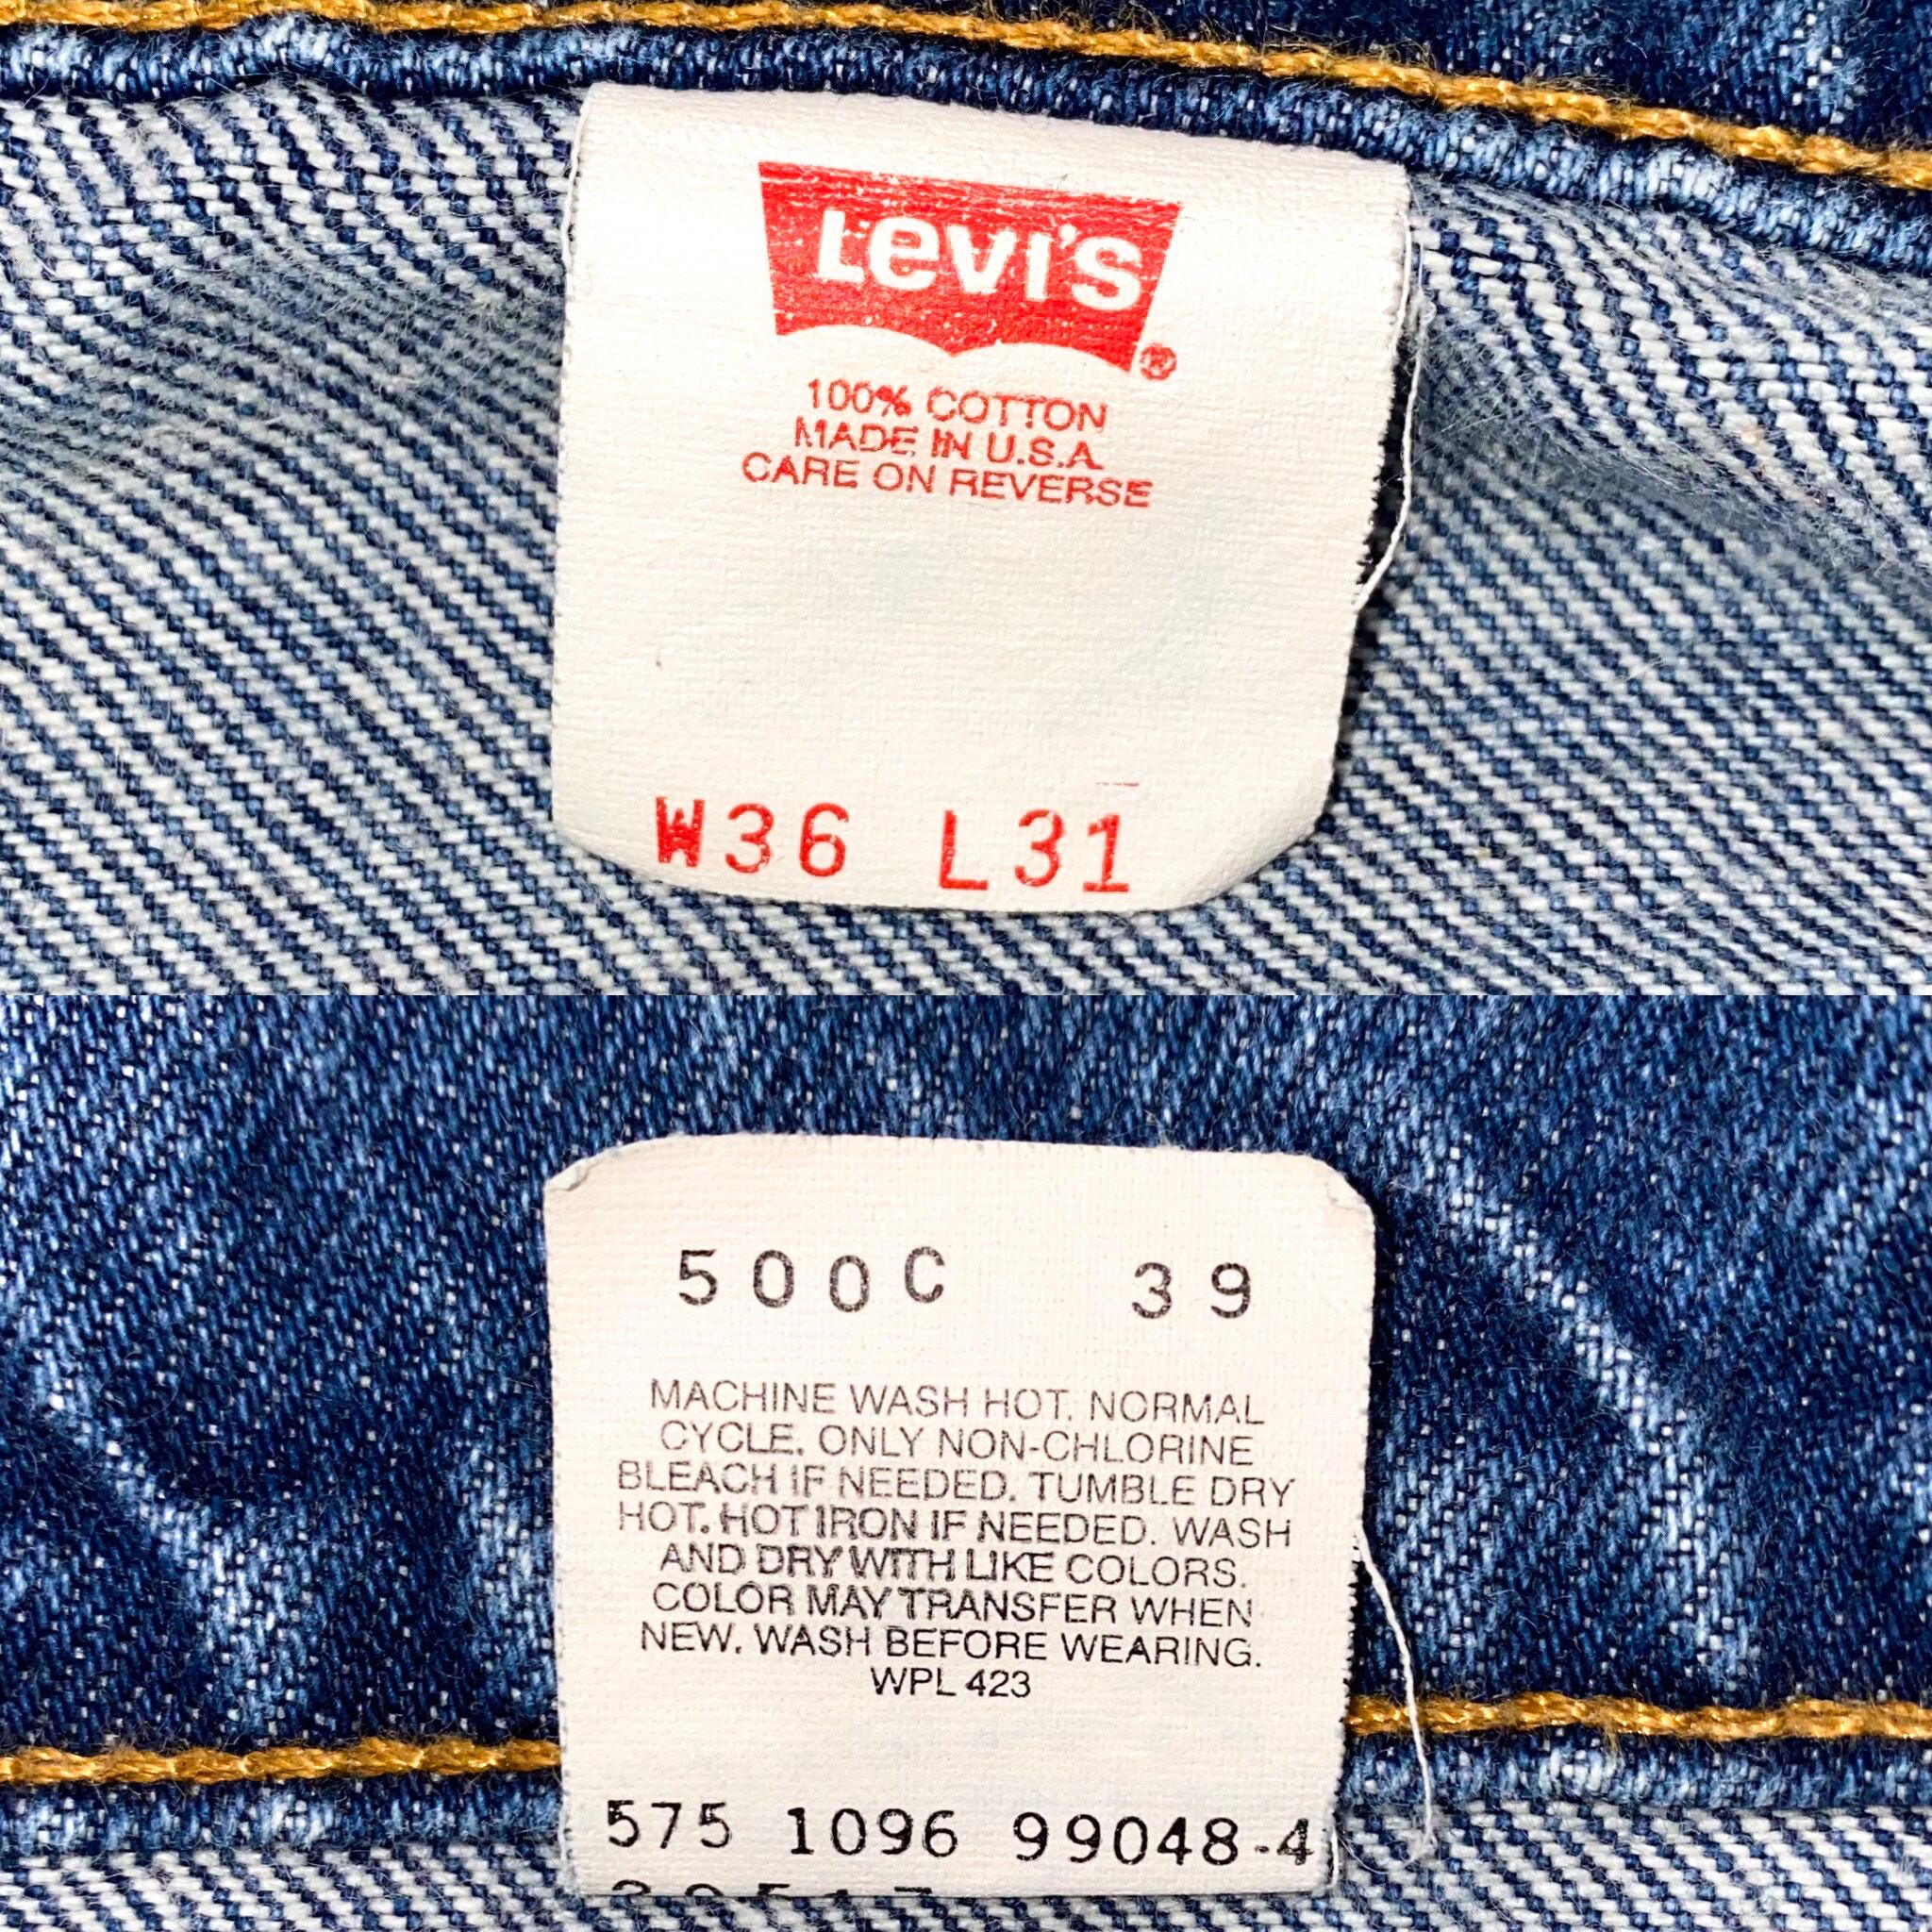 Levi's ®
100% COTTON
MADE IN U.S.A.
CARE ON REVERSE
W36 L31
500C 39
MACHINE WASH HOT. NORMAL
CYCLE. ONLY NON-CHLORINE
BLEACH IF NEEDED. TUMBLE DRY
HOT. HOT IRON IF NEEDED. WASH
AND DRY WITH LIKE COLORS.
COLOR MAY TRANSFER WHEN
NEW. WASH BEFORE WEARING.
WPL 423
575 1096 99048-4